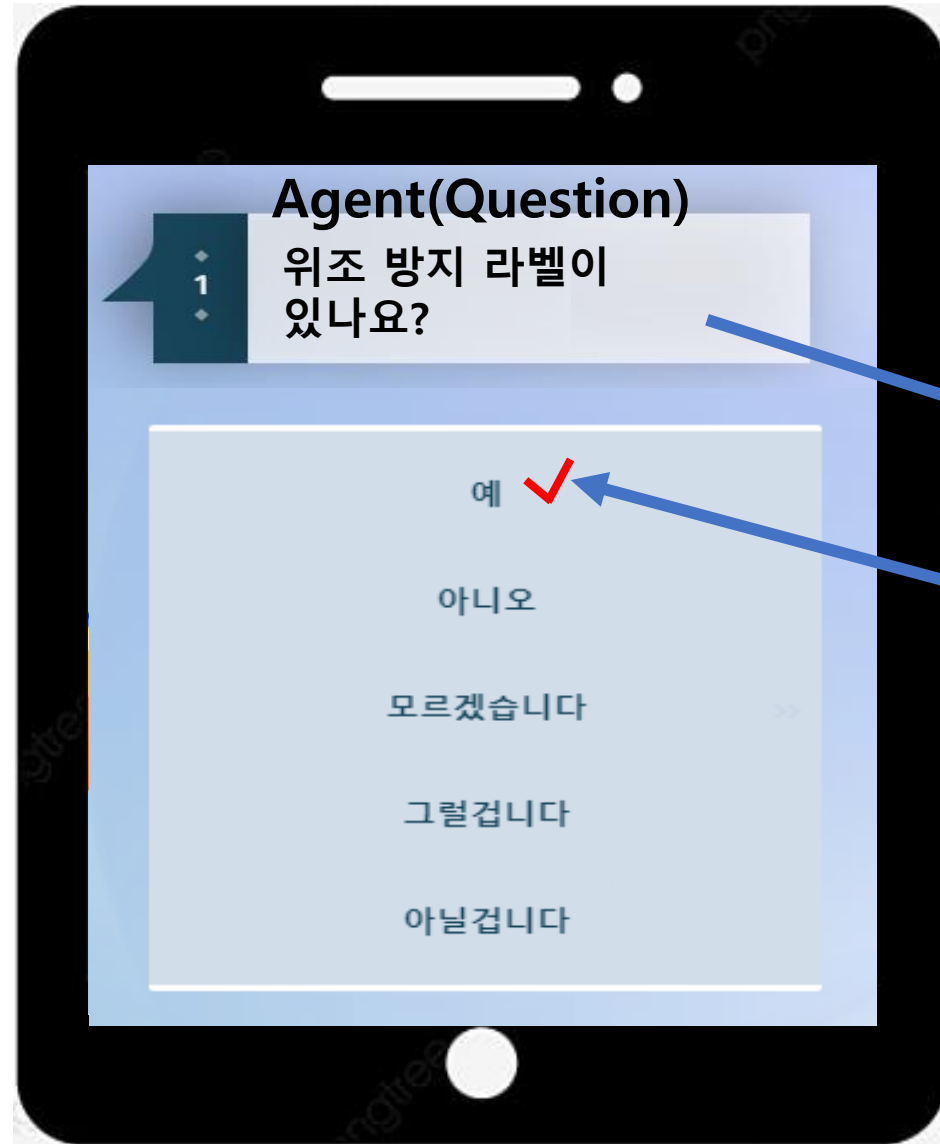 Agent(Question)
1
위조 방지 라벨이
있나요?
예
아니오
모르겠습니다
그럴겁니다
아닐겁니다
pngtree